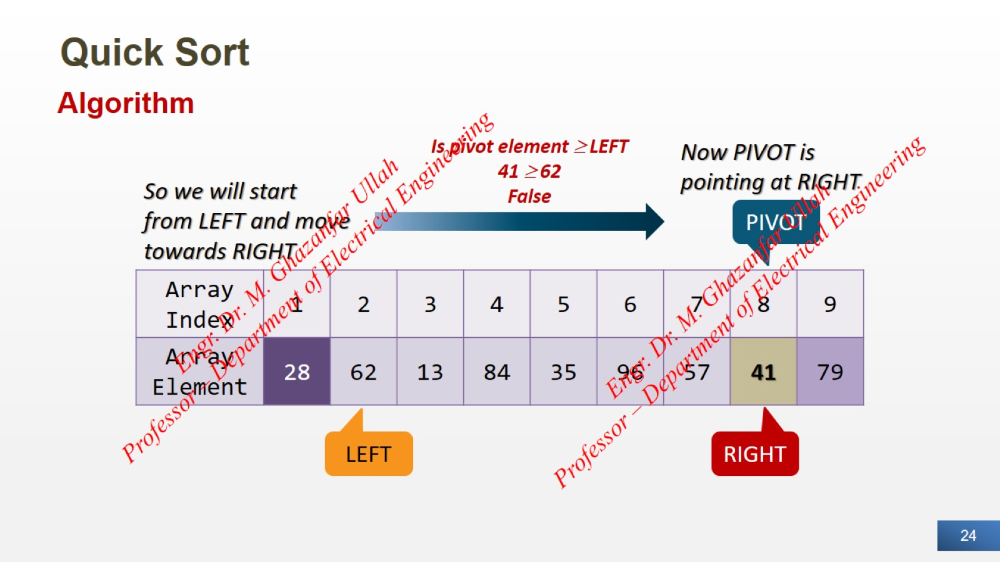 Quick Sort
Algorithm
Is pivot element ≥ LEFT
41 ≥ 62
False
Now PIVOT is
pointing at RIGHT
So we will start
from LEFT and move
towards RIGHT
PIVOT
Array Index 1 2 3 4 5 6 7 8 9
Array Element 28 62 13 84 35 96 57 41 79
LEFT
RIGHT
Engr. Dr. M. Ghazanfar Ullah
Professor – Department of Electrical Engineering
Engr. Dr. M. Ghazanfar Ullah
Professor – Department of Electrical Engineering
24